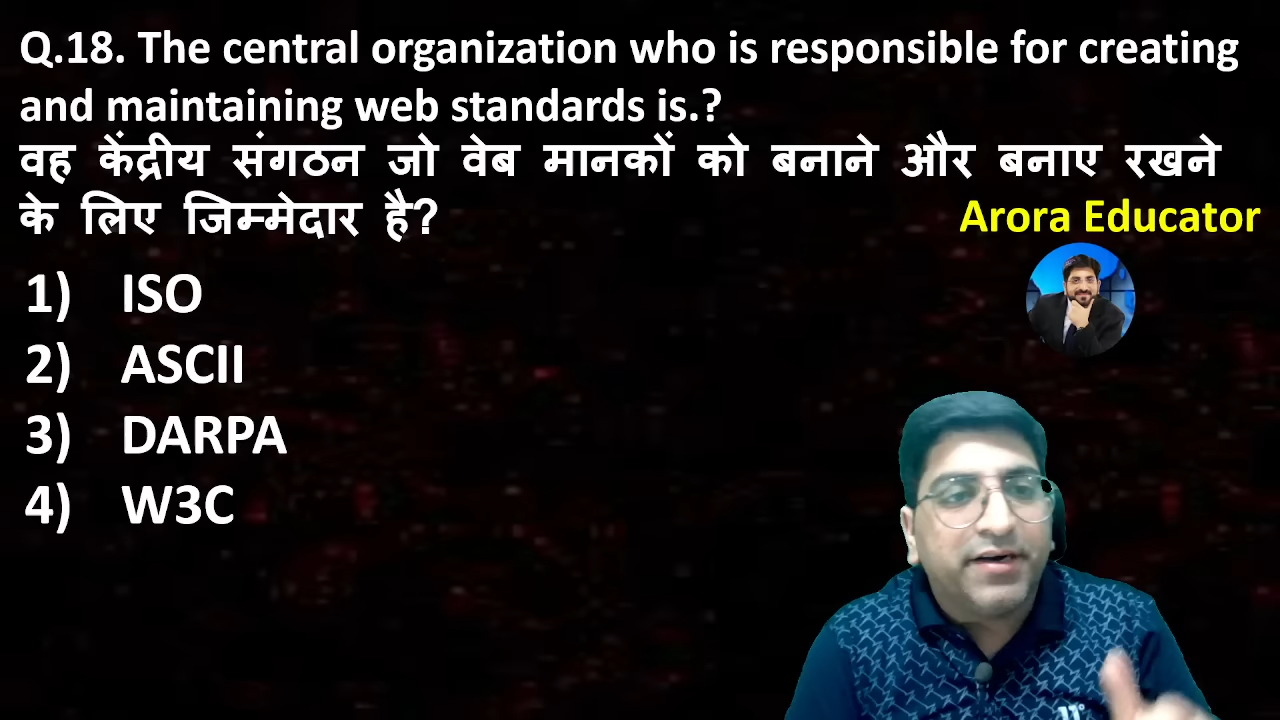 Q.18. The central organization who is responsible for creating
and maintaining web standards is.?
वह केंद्रीय संगठन जो वेब मानकों को बनाने और बनाए रखने
के लिए जिम्मेदार है?
Arora Educator
1) ISO
2) ASCII
3) DARPA
4) W3C